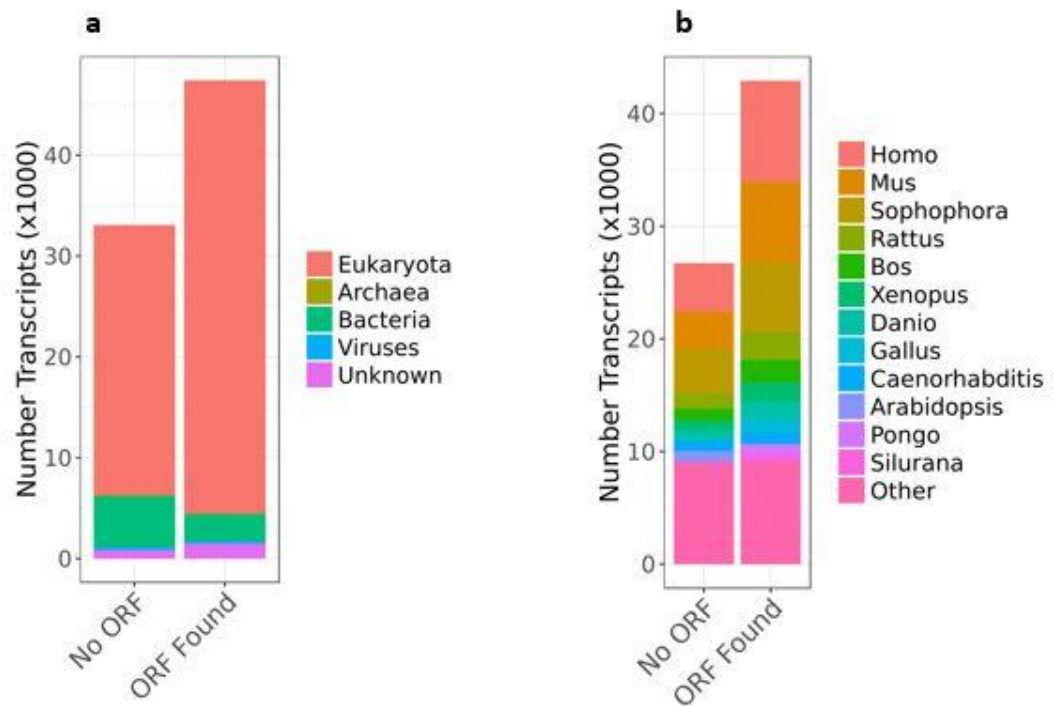 a
Number Transcripts (x1000)
40
30
20
10
0
No ORF
ORF Found
Eukaryota
Archaea
Bacteria
Viruses
Unknown
b
Number Transcripts (x1000)
40
30
20
10
0
No ORF
ORF Found
Homo
Mus
Sophophora
Rattus
Bos
Xenopus
Danio
Gallus
Caenorhabditis
Arabidopsis
Pongo
Silurana
Other